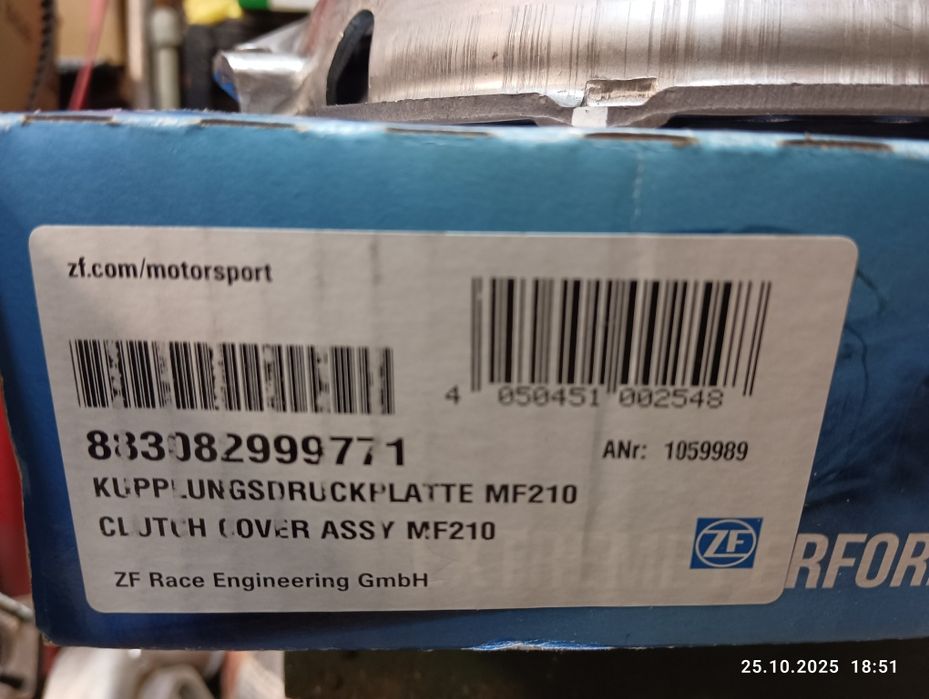 zf.com/motorsport
4 050451 002548
883082999771
ANr: 1059989
KUPPLUNGSDRUCKPLATTE MF210
CLUTCH COVER ASSY MF210
ZF
ZF Race Engineering GmbH
25.10.2025 18:51